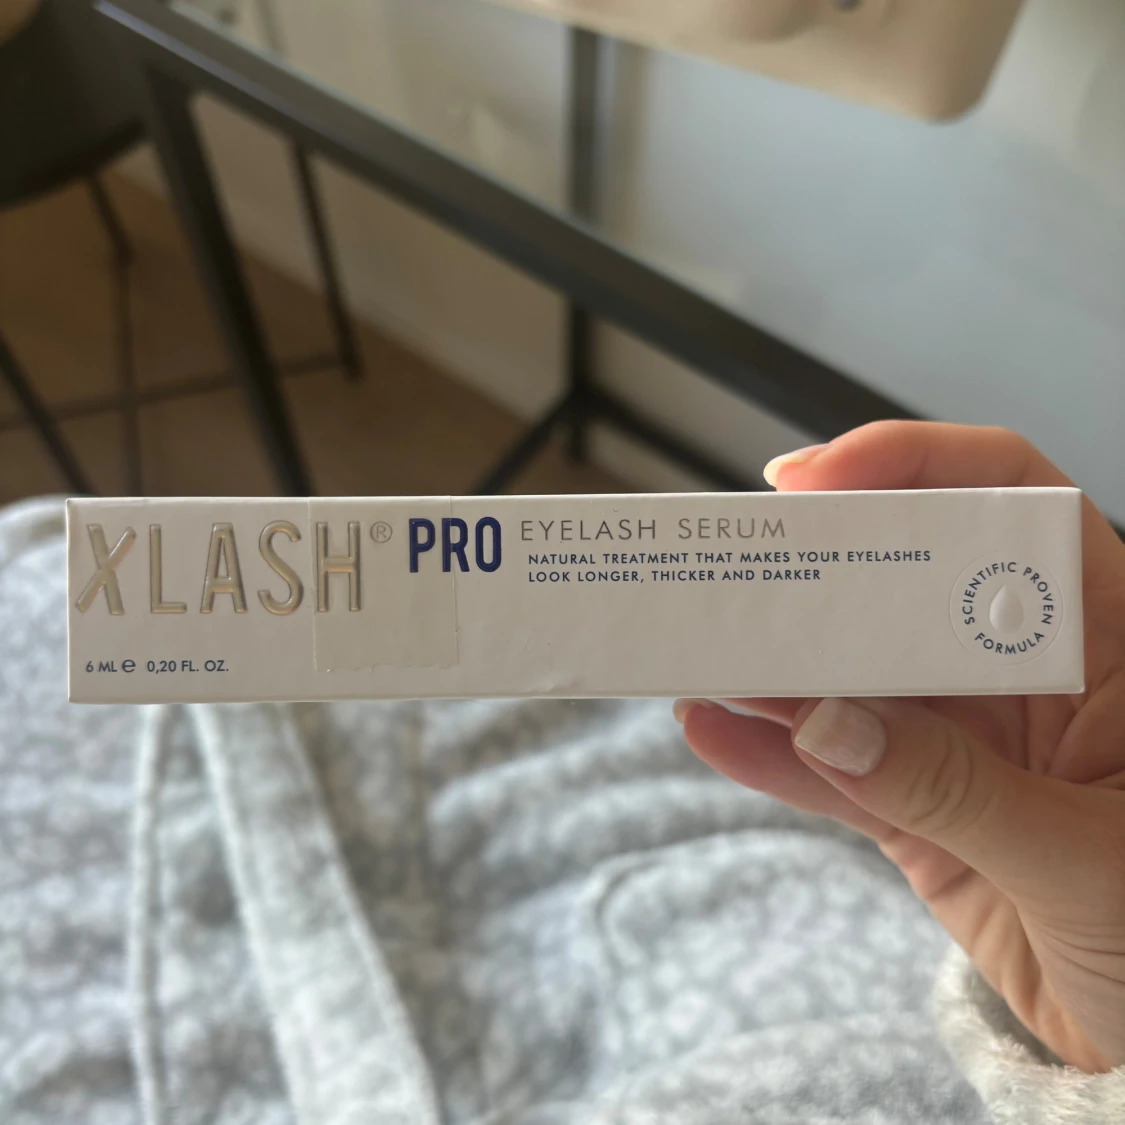 XLASH® PRO EYELASH SERUM
NATURAL TREATMENT THAT MAKES YOUR EYELASHES
LOOK LONGER, THICKER AND DARKER
SCIENTIFIC PROVEN
FORMULA
6 ML ℮ 0,20 FL. OZ.